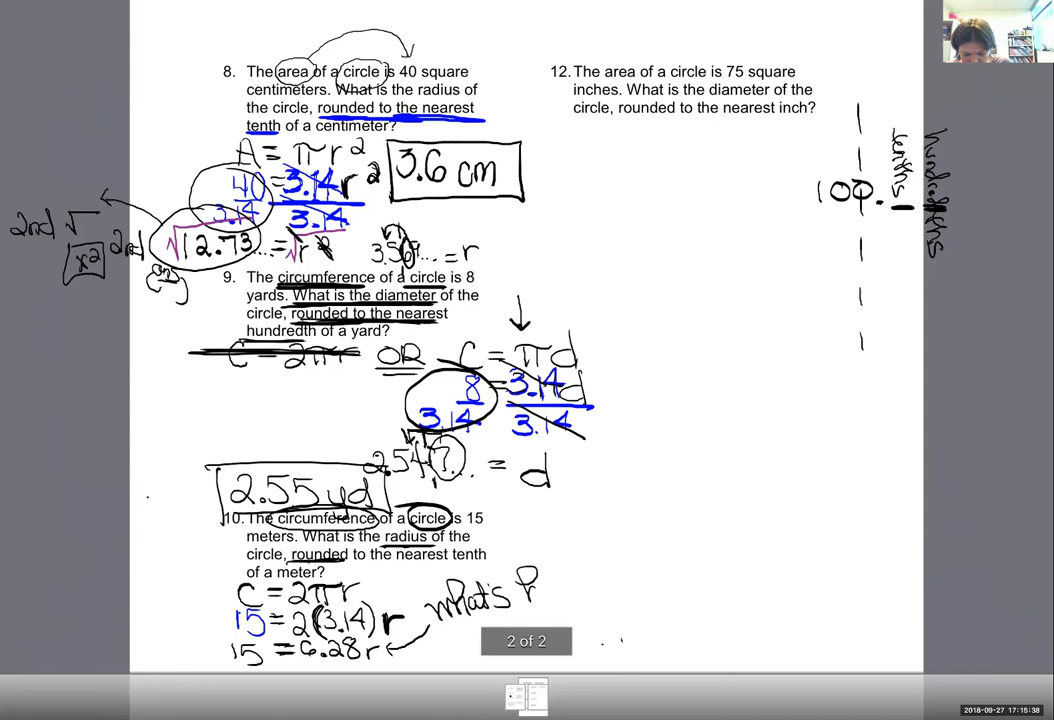 8. The area of a circle is 40 square
centimeters. What is the radius of
the circle, rounded to the nearest
tenth of a centimeter?
A = πr²
3.6 cm
40 = 3.14r²
3.14 3.14
2nd √
x²
2nd √12.73... = √r²
(ans)
3.56... = r
9. The circumference of a circle is 8
yards. What is the diameter of the
circle, rounded to the nearest
hundredth of a yard?
C = 2πr OR C = πd
8 = 3.14d
3.14 3.14
2.547... = d
2.55 yd
10. The circumference of a circle is 15
meters. What is the radius of the
circle, rounded to the nearest tenth
of a meter?
C = 2πr
15 = 2(3.14)r
15 = 6.28r
what's r
12. The area of a circle is 75 square
inches. What is the diameter of the
circle, rounded to the nearest inch?
100.
tenths
hundredths
2 of 2
2018-09-27 17:15:38